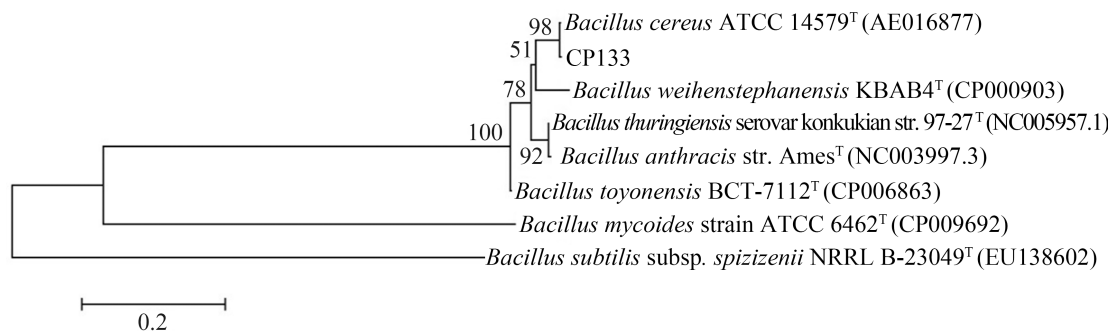 98 Bacillus cereus ATCC 14579ᵀ (AE016877)
51 CP133
78 Bacillus weihenstephanensis KBAB4ᵀ (CP000903)
Bacillus thuringiensis serovar konkukian str. 97-27ᵀ (NC005957.1)
100
92 Bacillus anthracis str. Amesᵀ (NC003997.3)
Bacillus toyonensis BCT-7112ᵀ (CP006863)
Bacillus mycoides strain ATCC 6462ᵀ (CP009692)
Bacillus subtilis subsp. spizizenii NRRL B-23049ᵀ (EU138602)
0.2